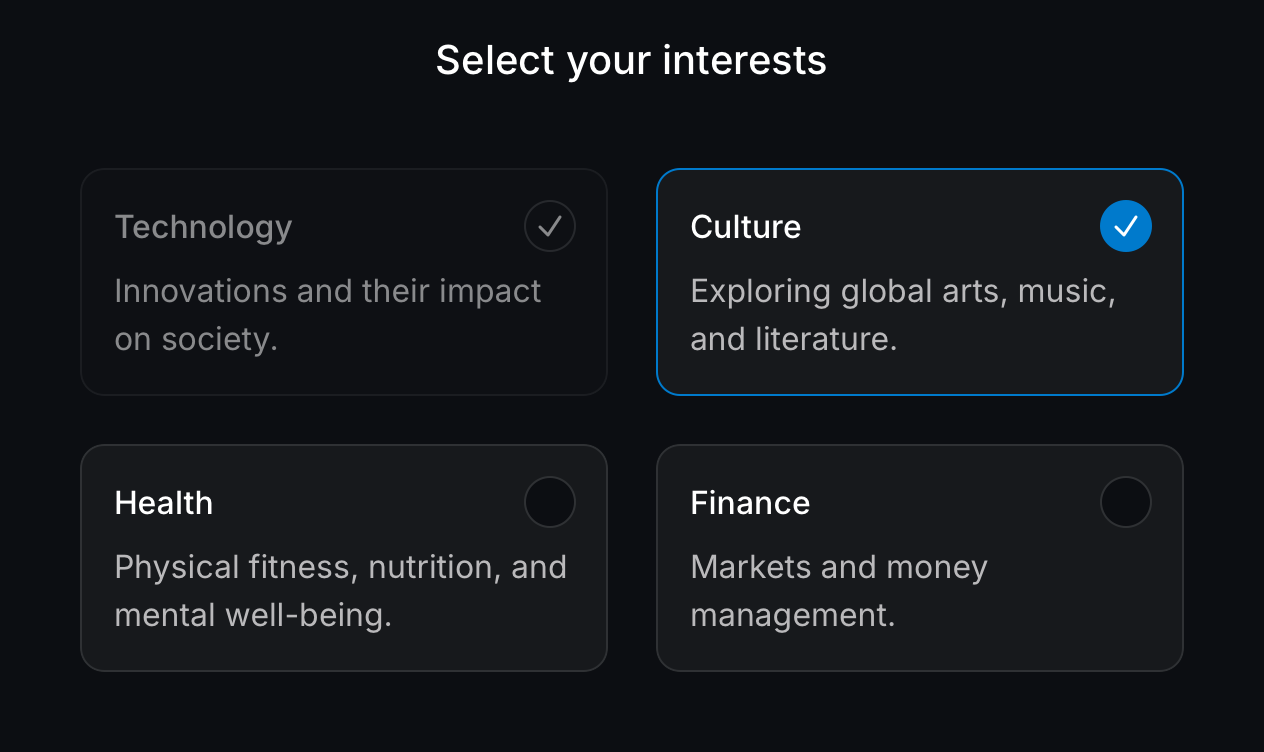 Select your interests
Technology
Innovations and their impact
on society.
Culture
Exploring global arts, music,
and literature.
Health
Physical fitness, nutrition, and
mental well-being.
Finance
Markets and money
management.